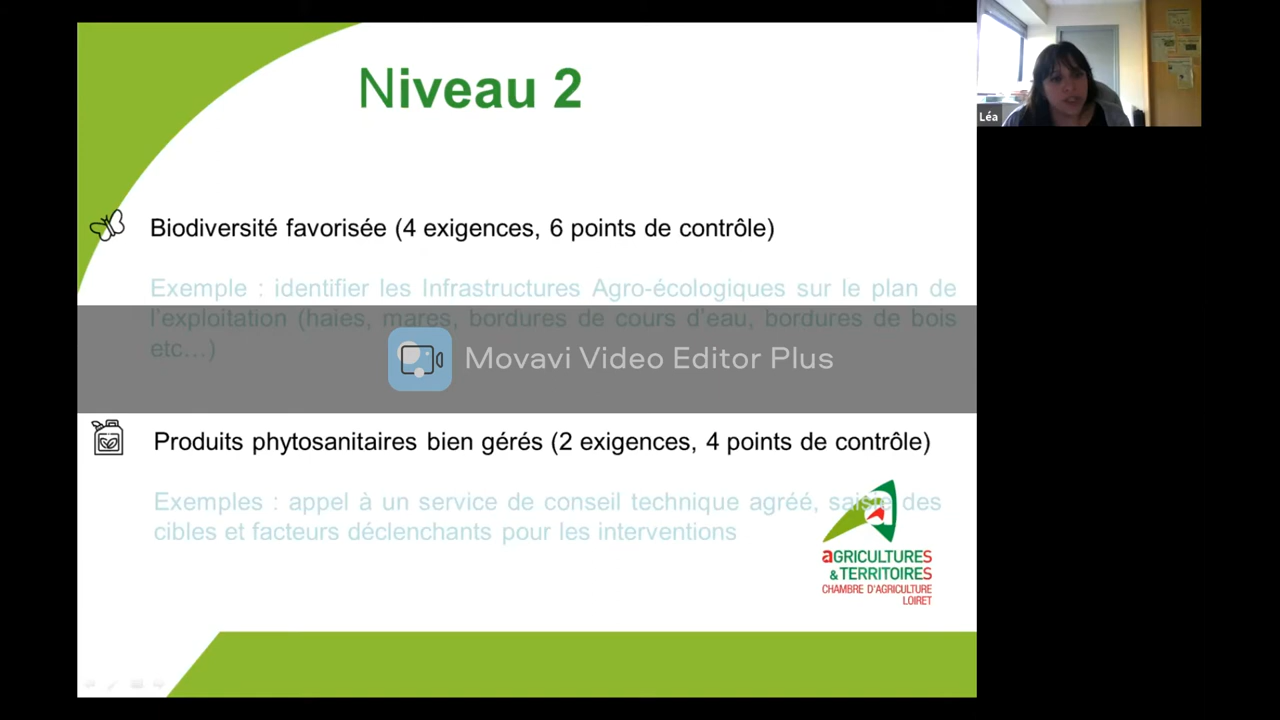 Niveau 2
Léa
Biodiversité favorisée (4 exigences, 6 points de contrôle)
Exemple : identifier les Infrastructures Agro-écologiques sur le plan de
l'exploitation (haies, mares, bordures de cours d'eau, bordures de bois
etc…)
Movavi Video Editor Plus
Produits phytosanitaires bien gérés (2 exigences, 4 points de contrôle)
Exemples : appel à un service de conseil technique agréé, saisie des
cibles et facteurs déclenchants pour les interventions
aGRICULTURES
& TERRITOIRES
CHAMBRE D'AGRICULTURE
LOIRET